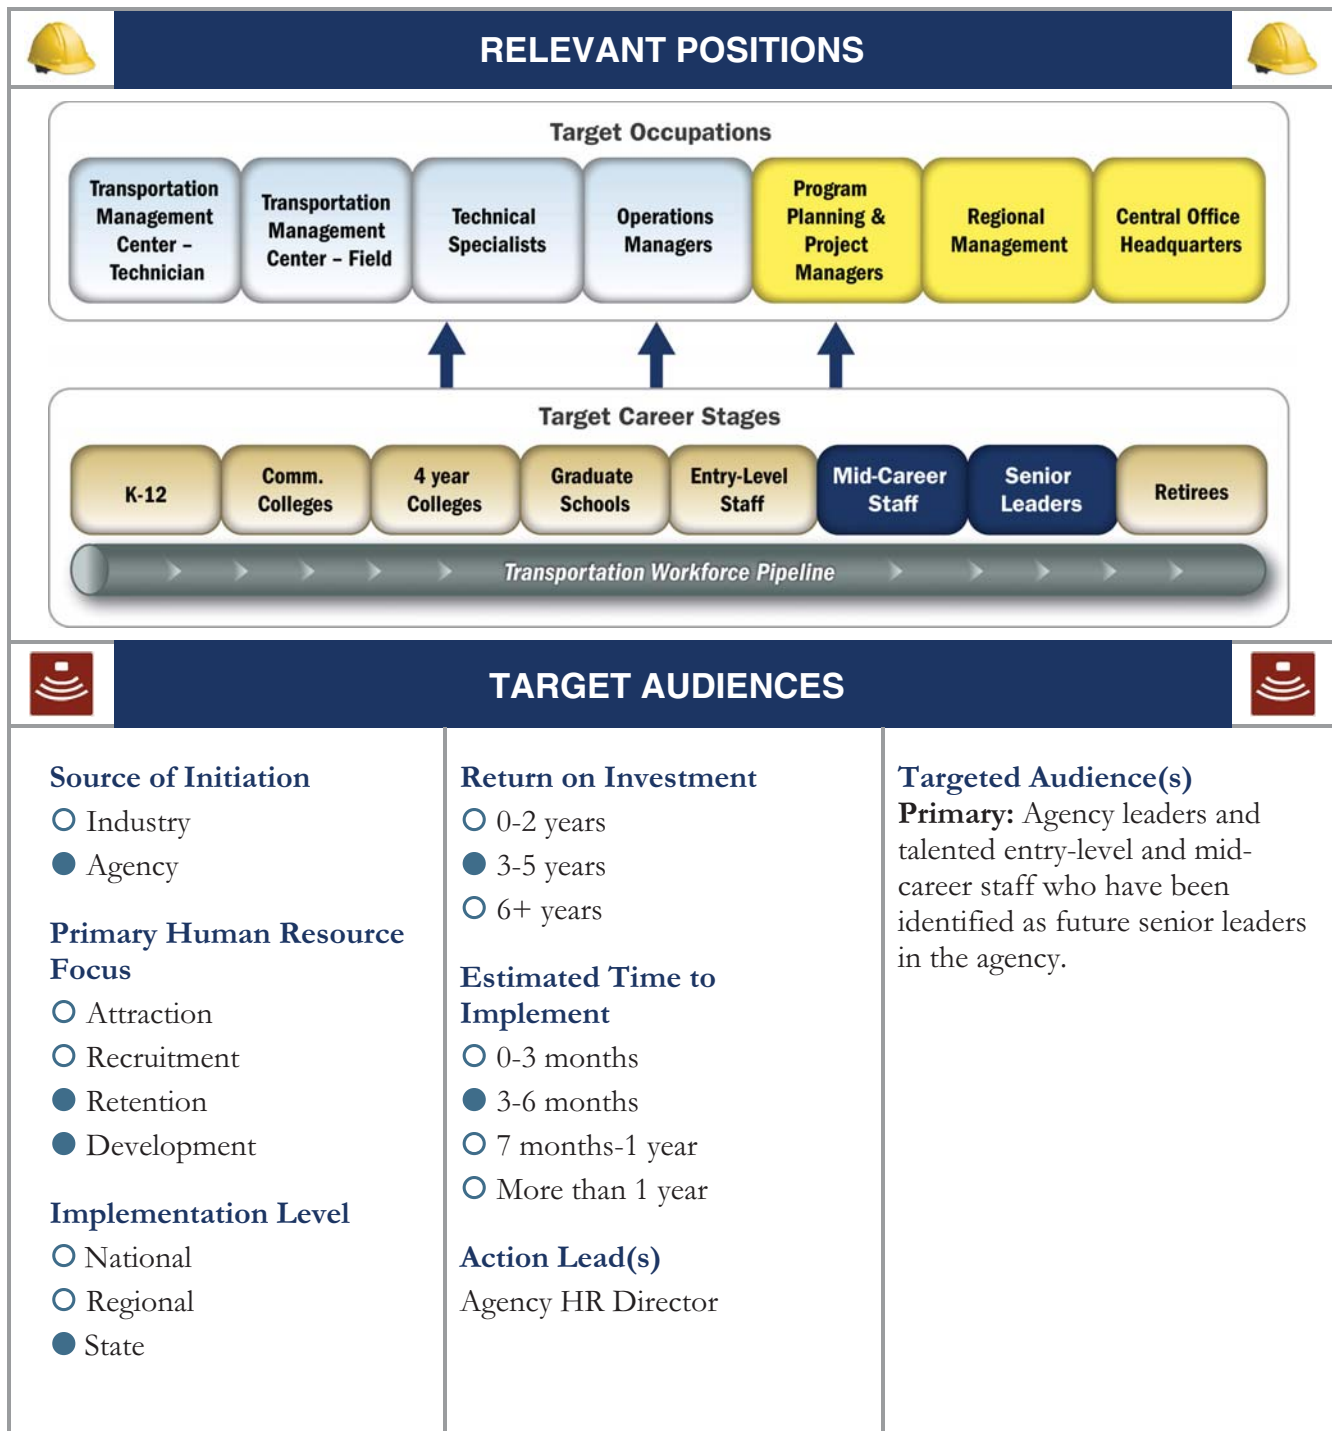 RELEVANT POSITIONS
Target Occupations
Transportation
Management
Center –
Technician
Transportation
Management
Center – Field
Technical
Specialists
Operations
Managers
Program
Planning &
Project
Managers
Regional
Management
Central Office
Headquarters
Target Career Stages
K-12
Comm.
Colleges
4 year
Colleges
Graduate
Schools
Entry-Level
Staff
Mid-Career
Staff
Senior
Leaders
Retirees
Transportation Workforce Pipeline
TARGET AUDIENCES
Source of Initiation
Industry
Agency
Primary Human Resource
Focus
Attraction
Recruitment
Retention
Development
Implementation Level
National
Regional
State
Return on Investment
0-2 years
3-5 years
6+ years
Estimated Time to
Implement
0-3 months
3-6 months
7 months-1 year
More than 1 year
Action Lead(s)
Agency HR Director
Targeted Audience(s)
Primary: Agency leaders and
talented entry-level and mid-
career staff who have been
identified as future senior leaders
in the agency.